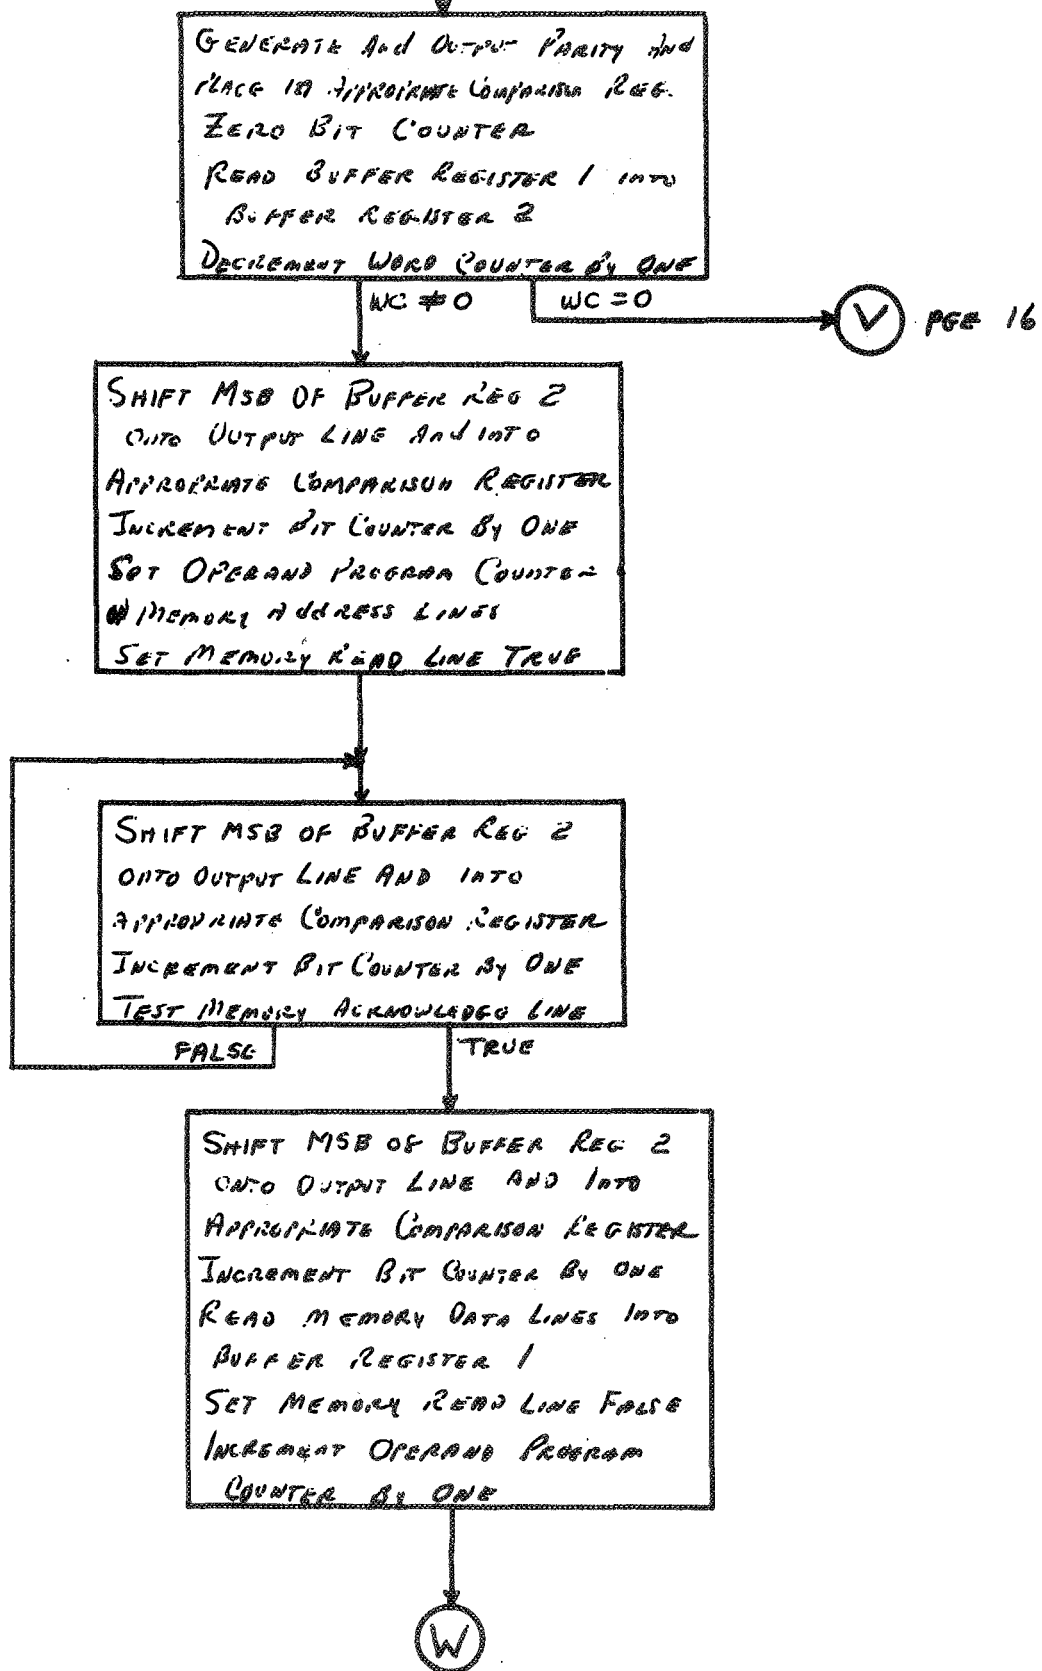 GENERATE And OUTPUT PARITY And
PLACE In APPROPRIATE COMPARISON REG.
ZERO BIT COUNTER
READ BUFFER REGISTER 1 INTO
BUFFER REGISTER 2
DECREMENT WORD COUNTER By ONE
WC ≠ 0
WC = 0
V
PGE 16
SHIFT MSB OF BUFFER REG 2
ONTO OUTPUT LINE And INTO
APPROPRIATE COMPARISON REGISTER
INCREMENT BIT COUNTER By ONE
OPERAND PROGRAM COUNTER
MEMORY Address LINES
SET MEMORY READ LINE TRUE
SHIFT MSB OF BUFFER REG 2
ONTO OUTPUT LINE AND INTO
APPROPRIATE COMPARISON REGISTER
INCREMENT BIT COUNTER By ONE
TEST MEMORY ACKNOWLEDGE LINE
FALSE
TRUE
SHIFT MSB OF BUFFER REG 2
ONTO OUTPUT LINE AND INTO
APPROPRIATE COMPARISON REGISTER
INCREMENT BIT COUNTER By ONE
READ MEMORY DATA LINES INTO
BUFFER REGISTER 1
SET MEMORY READ LINE FALSE
INCREMENT OPERAND PROGRAM
COUNTER By ONE
W